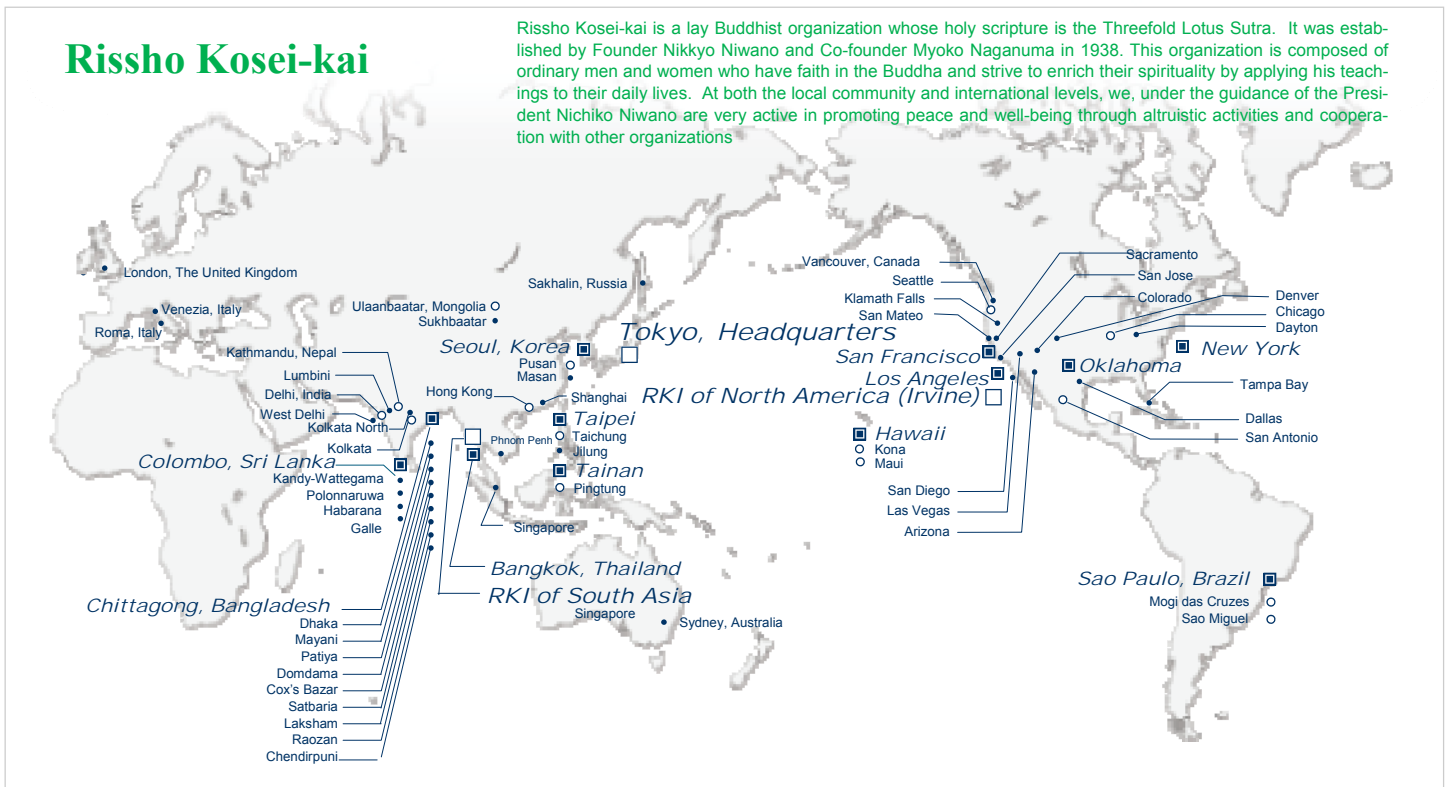 Rissho Kosei-kai
Rissho Kosei-kai is a lay Buddhist organization whose holy scripture is the Threefold Lotus Sutra. It was estab-
lished by Founder Nikkyo Niwano and Co-founder Myoko Naganuma in 1938. This organization is composed of
ordinary men and women who have faith in the Buddha and strive to enrich their spirituality by applying his teach-
ings to their daily lives. At both the local community and international levels, we, under the guidance of the Presi-
dent Nichiko Niwano are very active in promoting peace and well-being through altruistic activities and coopera-
tion with other organizations
London, The United Kingdom
Venezia, Italy
Roma, Italy
Sakhalin, Russia
Ulaanbaatar, Mongolia
Sukhbaatar
Tokyo, Headquarters
Seoul, Korea
Pusan
Masan
Kathmandu, Nepal
Lumbini
Delhi, India
West Delhi
Kolkata North
Kolkata
Hong Kong
Shanghai
Taipei
Taichung
Jilung
Tainan
Pingtung
Phnom Penh
Colombo, Sri Lanka
Kandy-Wattegama
Polonnaruwa
Habarana
Galle
Singapore
Bangkok, Thailand
RKI of South Asia
Singapore
Sydney, Australia
Chittagong, Bangladesh
Dhaka
Mayani
Patiya
Domdama
Cox's Bazar
Satbaria
Laksham
Raozan
Chendirpuni
Vancouver, Canada
Seattle
Klamath Falls
San Mateo
San Francisco
Los Angeles
RKI of North America (Irvine)
Hawaii
Kona
Maui
San Diego
Las Vegas
Arizona
Sacramento
San Jose
Colorado
Denver
Chicago
Dayton
New York
Oklahoma
Tampa Bay
Dallas
San Antonio
Sao Paulo, Brazil
Mogi das Cruzes
Sao Miguel